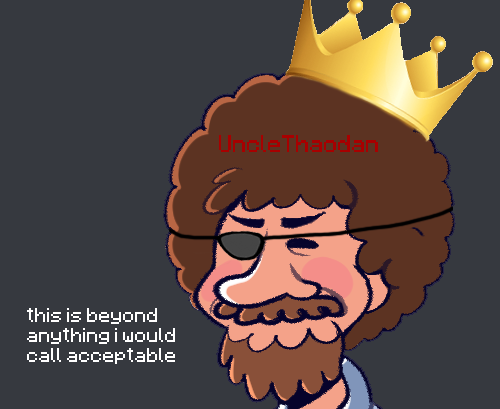 UncleThaodan
this is beyond
anything i would
call acceptable